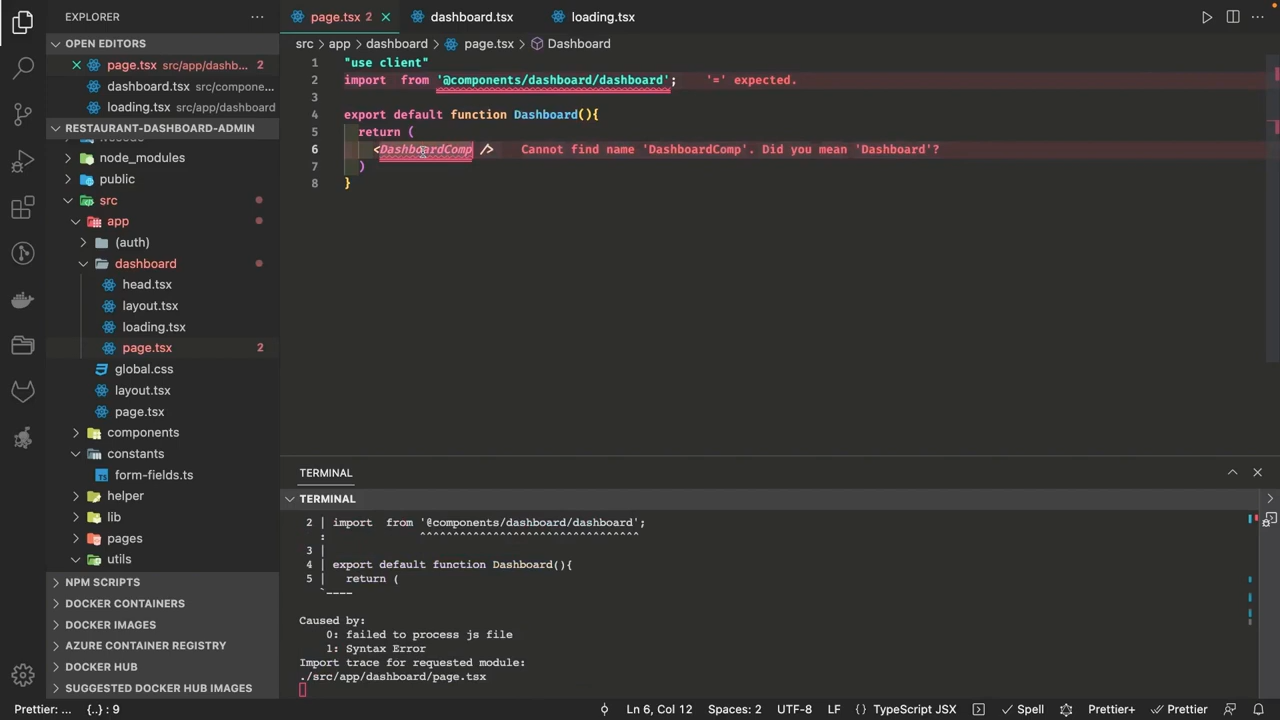 EXPLORER
OPEN EDITORS
page.tsx src/app/dashb... 2
dashboard.tsx src/compone...
loading.tsx src/app/dashboard
RESTAURANT-DASHBOARD-ADMIN
node_modules
public
src
app
(auth)
dashboard
head.tsx
layout.tsx
loading.tsx
page.tsx 2
global.css
layout.tsx
page.tsx
components
constants
form-fields.ts
helper
lib
pages
utils
NPM SCRIPTS
DOCKER CONTAINERS
DOCKER IMAGES
AZURE CONTAINER REGISTRY
DOCKER HUB
SUGGESTED DOCKER HUB IMAGES
page.tsx 2 dashboard.tsx loading.tsx
src > app > dashboard > page.tsx > Dashboard
1 "use client"
2 import  from '@components/dashboard/dashboard'; '=' expected.
3
4 export default function Dashboard(){
5 return (
6 <DashboardComp /> Cannot find name 'DashboardComp'. Did you mean 'Dashboard'?
7 )
8 }
TERMINAL
TERMINAL
2 | import  from '@components/dashboard/dashboard';
: ^^^^^^^^^^^^^^^^^^^^^^^^^^^^^^^^^
3 |
4 | export default function Dashboard(){
5 | return (
`----
Caused by:
0: failed to process js file
1: Syntax Error
Import trace for requested module:
./src/app/dashboard/page.tsx
Prettier: ... {..} : 9 Ln 6, Col 12 Spaces: 2 UTF-8 LF TypeScript JSX Spell Prettier+ Prettier